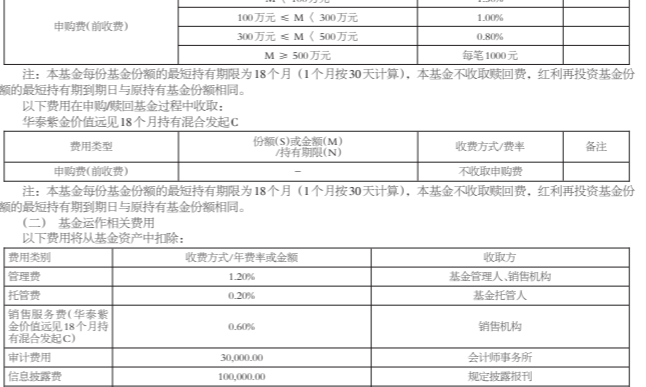 申购费(前收费)
100万元 ≤ M〈 300万元 1.00%
300万元 ≤ M〈 500万元 0.80%
M ≥ 500万元 每笔1000元
注：本基金每份基金份额的最短持有期限为18个月（1个月按30天计算），本基金不收取赎回费，红利再投资基金份
额的最短持有期到期日与原持有基金份额相同。
以下费用在申购/赎回基金过程中收取：
华泰紫金价值远见18个月持有混合发起C
费用类型 份额(S)或金额(M)
/持有期限(N) 收费方式/费率 备注
申购费(前收费) － 不收取申购费
注：本基金每份基金份额的最短持有期限为18个月（1个月按30天计算），本基金不收取赎回费，红利再投资基金份
额的最短持有期到期日与原持有基金份额相同。
(二) 基金运作相关费用
以下费用将从基金资产中扣除：
费用类别 收费方式/年费率或金额 收取方
管理费 1.20% 基金管理人、销售机构
托管费 0.20% 基金托管人
销售服务费(华泰紫
金价值远见18个月持
有混合发起C) 0.60% 销售机构
审计费用 30,000.00 会计师事务所
信息披露费 100,000.00 规定披露报刊